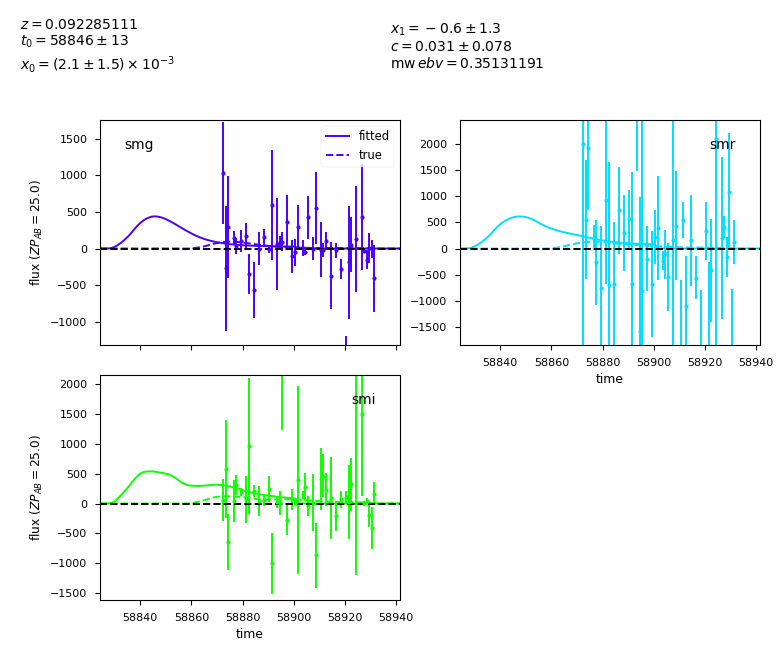 z = 0.092285111
t₀ = 58846 ± 13
x₀ = (2.1 ± 1.5) × 10⁻³
x₁ = −0.6 ± 1.3
c = 0.031 ± 0.078
mwebv = 0.35131191
smg
fitted
true
1500
1000
500
0
−500
−1000
flux (ZP_AB = 25.0)
smr
2000
1500
1000
500
0
−500
−1000
−1500
58840 58860 58880 58900 58920 58940
time
smi
2000
1500
1000
500
0
−500
−1000
−1500
flux (ZP_AB = 25.0)
58840 58860 58880 58900 58920 58940
time